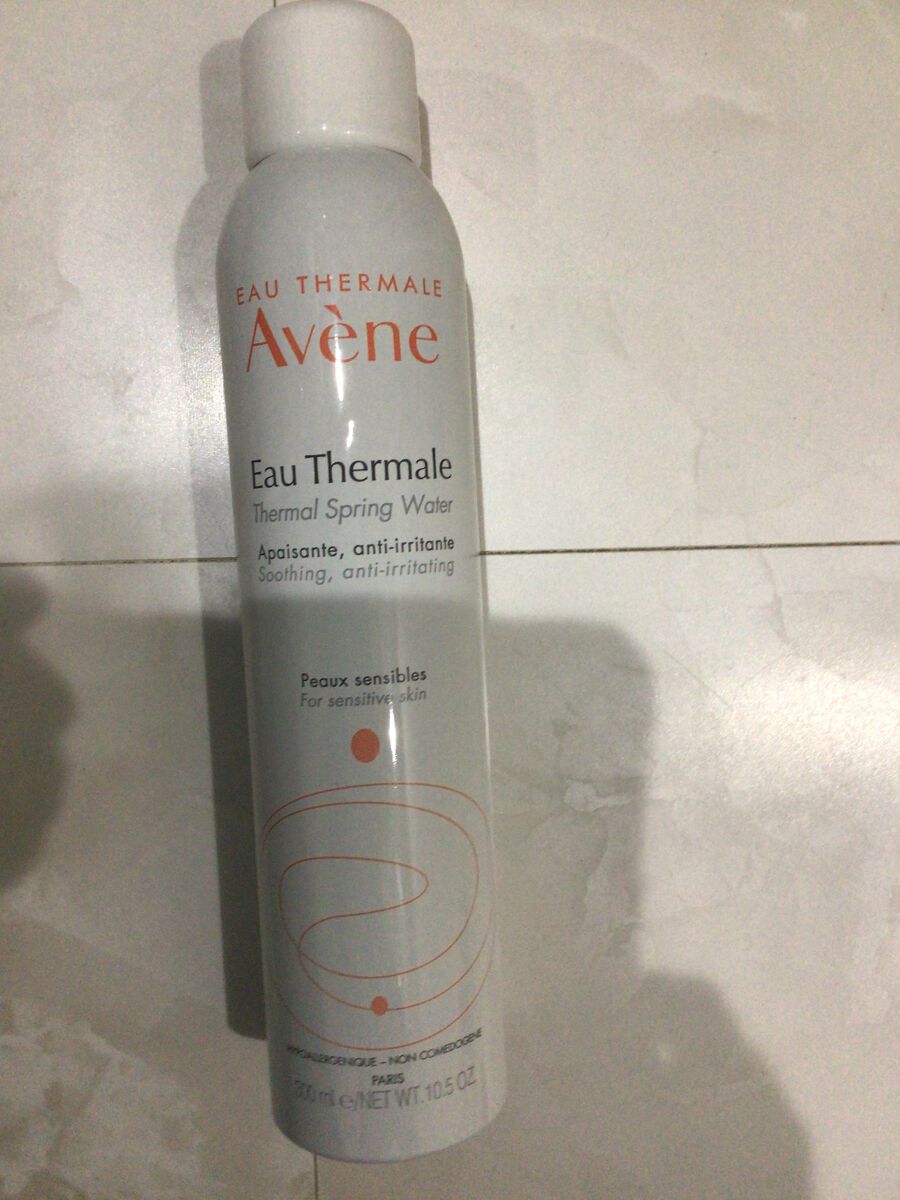 EAU THERMALE
Avène
Eau Thermale
Thermal Spring Water
Apaisante, anti-irritante
Soothing, anti-irritating
Peaux sensibles
For sensitive skin
HYPOALLERGENIQUE – NON COMEDOGENE
PARIS
300 ml e/NET WT. 10.5 OZ.